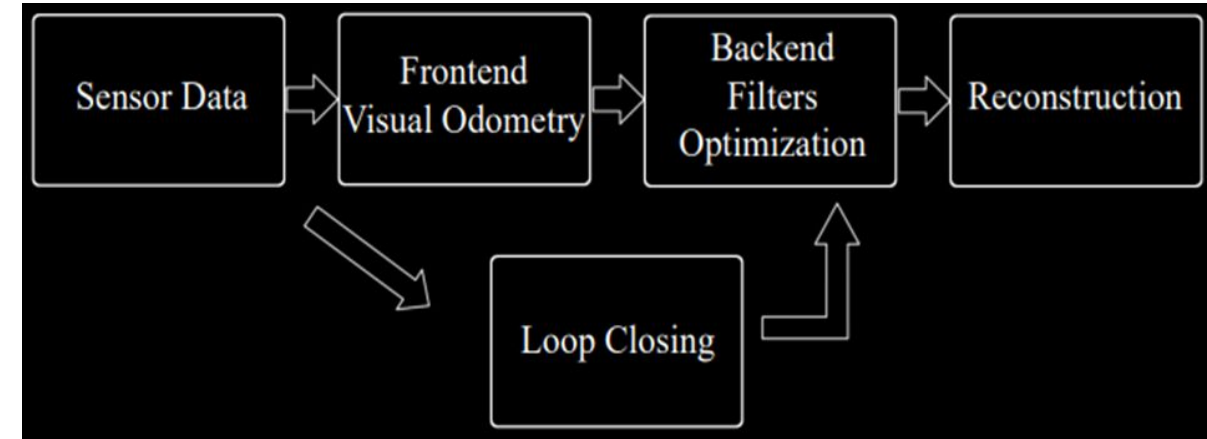 Sensor Data
Frontend
Visual Odometry
Backend
Filters
Optimization
Reconstruction
Loop Closing